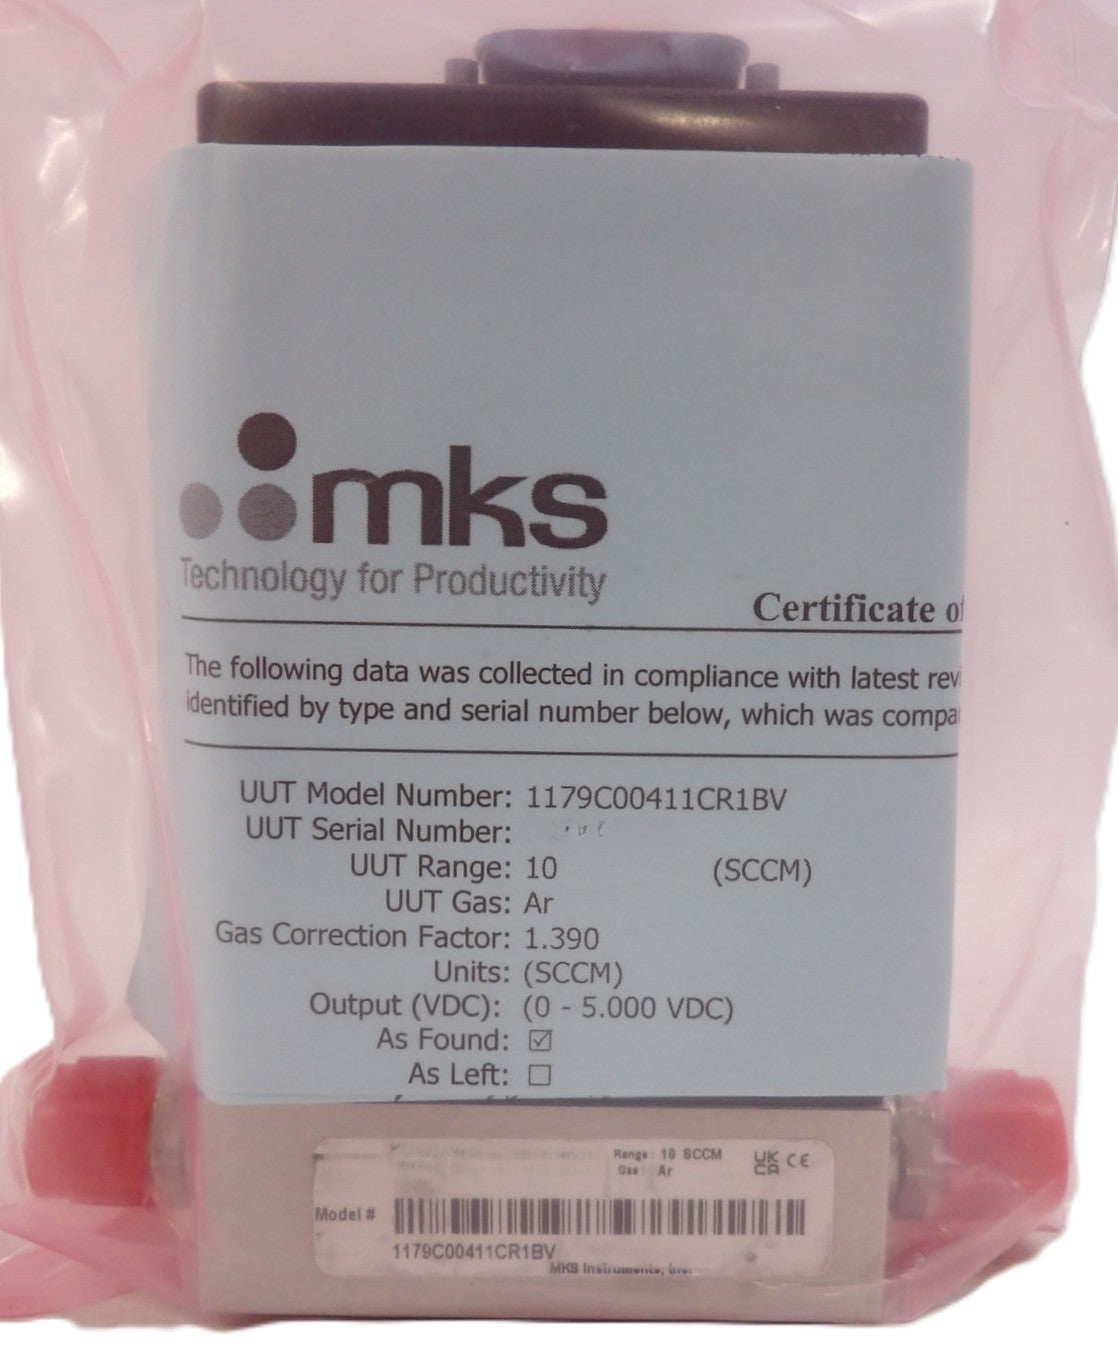 mks
Technology for Productivity
Certificate of
The following data was collected in compliance with latest revi
identified by type and serial number below, which was compa
UUT Model Number: 1179C00411CR1BV
UUT Serial Number:
UUT Range: 10 (SCCM)
UUT Gas: Ar
Gas Correction Factor: 1.390
Units: (SCCM)
Output (VDC): (0 - 5.000 VDC)
As Found: ☑
As Left: ☐
Range: 10 SCCM
Gas Ar
UK CA CE
Model #
1179C00411CR1BV
MKS Instruments, Inc.